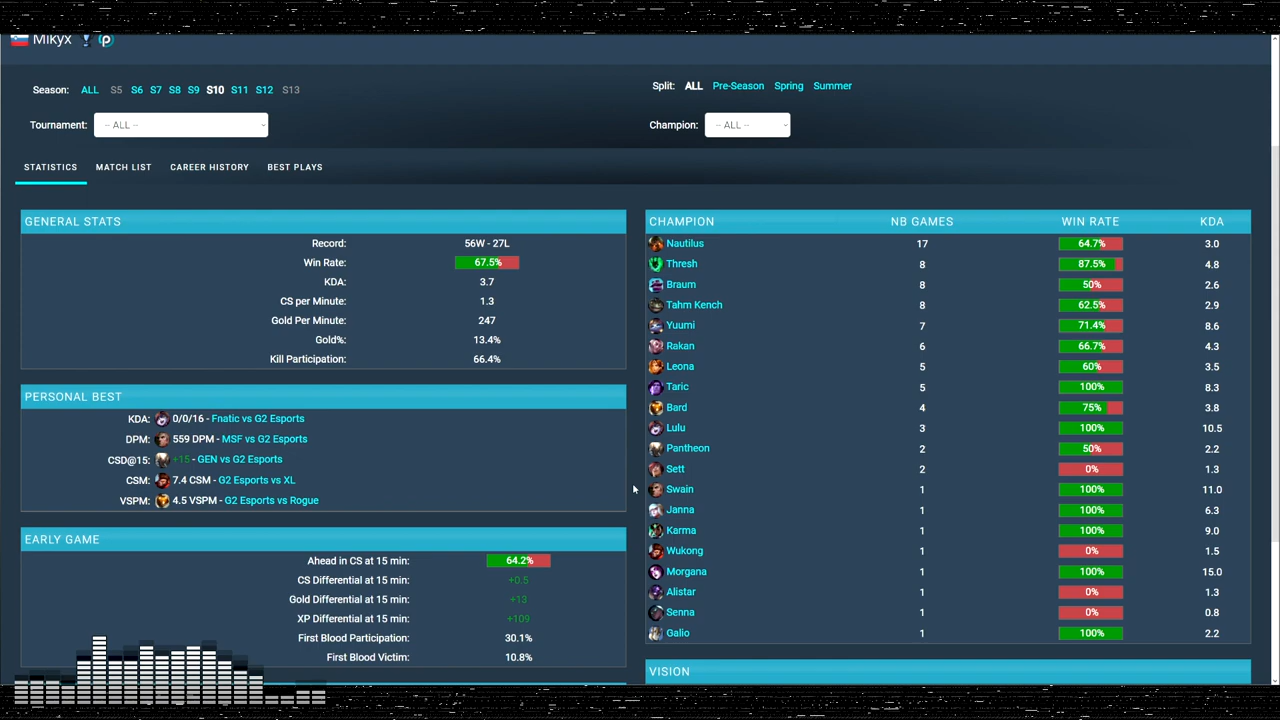 Mikyx
Season: ALL S5 S6 S7 S8 S9 S10 S11 S12 S13
Split: ALL Pre-Season Spring Summer
Tournament: -- ALL --
Champion: -- ALL --
STATISTICS MATCH LIST CAREER HISTORY BEST PLAYS
GENERAL STATS
Record: 56W - 27L
Win Rate: 67.5%
KDA: 3.7
CS per Minute: 1.3
Gold Per Minute: 247
Gold%: 13.4%
Kill Participation: 66.4%
PERSONAL BEST
KDA: 0/0/16 - Fnatic vs G2 Esports
DPM: 559 DPM - MSF vs G2 Esports
CSD@15: +15 - GEN vs G2 Esports
CSM: 7.4 CSM - G2 Esports vs XL
VSPM: 4.5 VSPM - G2 Esports vs Rogue
EARLY GAME
Ahead in CS at 15 min: 64.2%
CS Differential at 15 min: +0.5
Gold Differential at 15 min: +13
XP Differential at 15 min: +109
First Blood Participation: 30.1%
First Blood Victim: 10.8%
CHAMPION NB GAMES WIN RATE KDA
Nautilus 17 64.7% 3.0
Thresh 8 87.5% 4.8
Braum 8 50% 2.6
Tahm Kench 8 62.5% 2.9
Yuumi 7 71.4% 8.6
Rakan 6 66.7% 4.3
Leona 5 60% 3.5
Taric 5 100% 8.3
Bard 4 75% 3.8
Lulu 3 100% 10.5
Pantheon 2 50% 2.2
Sett 2 0% 1.3
Swain 1 100% 11.0
Janna 1 100% 6.3
Karma 1 100% 9.0
Wukong 1 0% 1.5
Morgana 1 100% 15.0
Alistar 1 0% 1.3
Senna 1 0% 0.8
Galio 1 100% 2.2
VISION